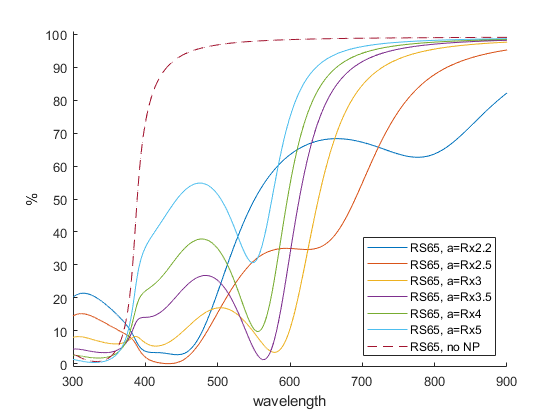 100
90
80
70
60
50
40
30
20
10
0
%
300 400 500 600 700 800 900
wavelength
RS65, a=Rx2.2
RS65, a=Rx2.5
RS65, a=Rx3
RS65, a=Rx3.5
RS65, a=Rx4
RS65, a=Rx5
RS65, no NP